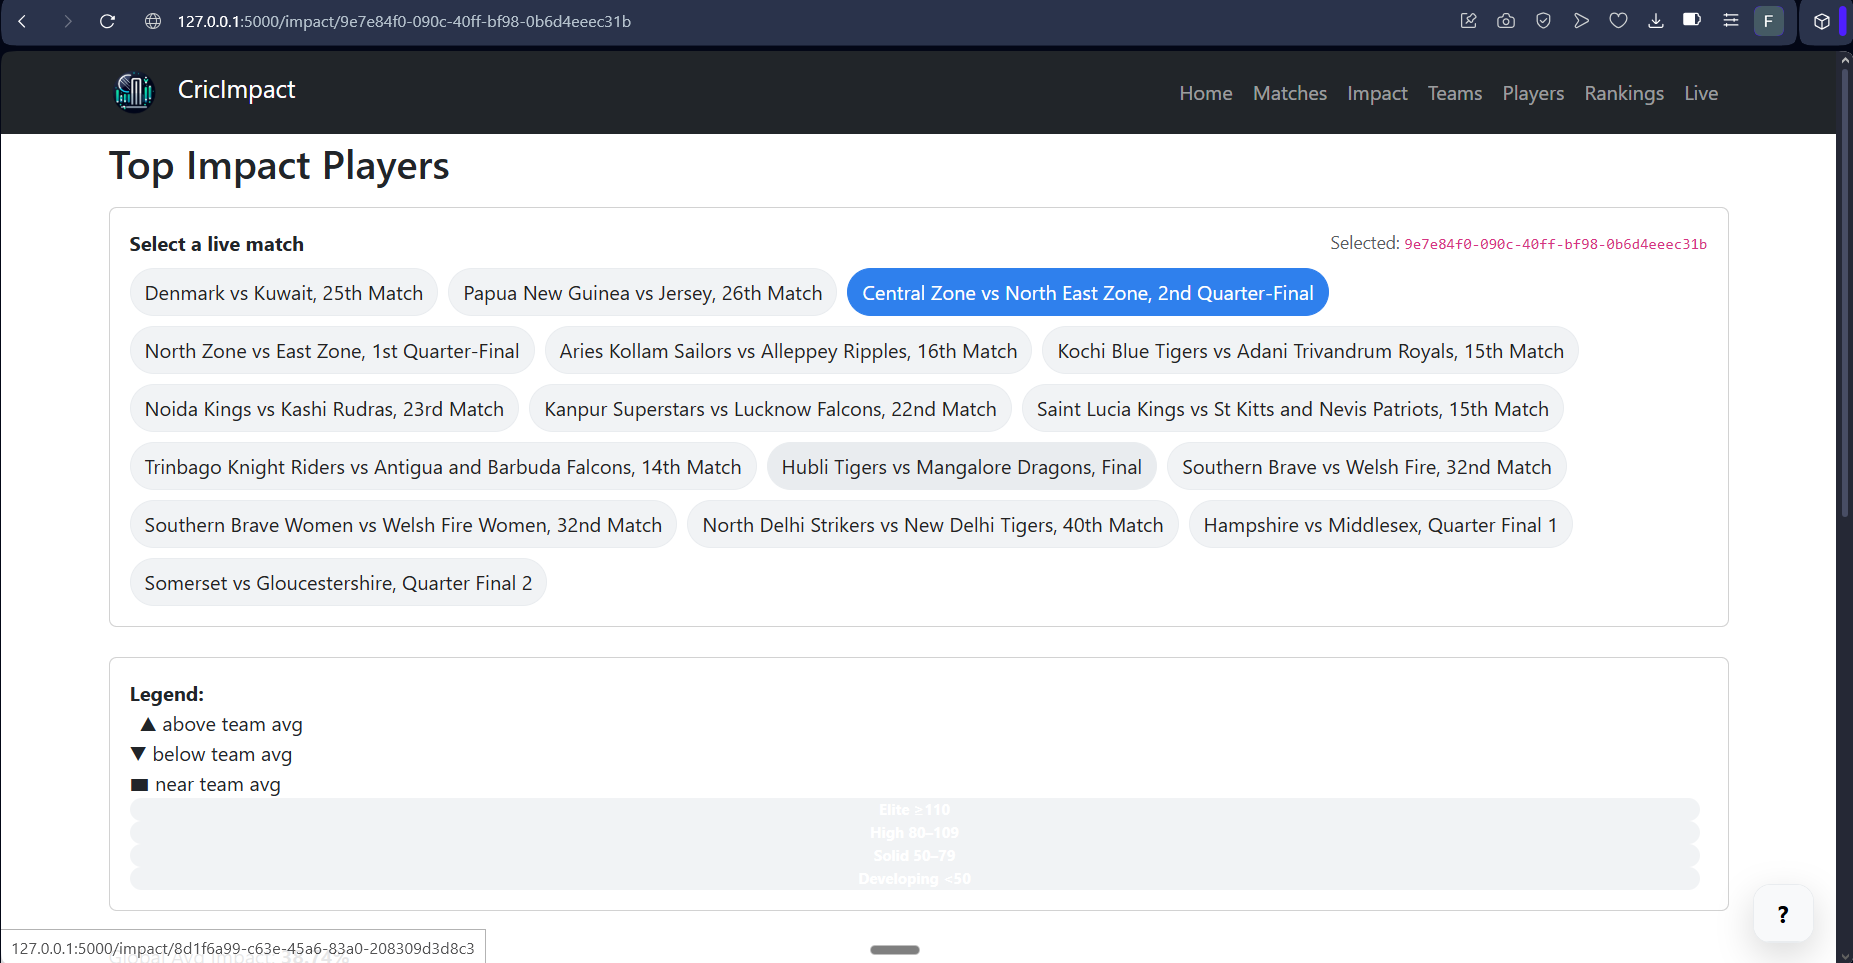 127.0.0.1:5000/impact/9e7e84f0-090c-40ff-bf98-0b6d4eeec31b
F
CricImpact
Home Matches Impact Teams Players Rankings Live
Top Impact Players
Select a live match
Selected: 9e7e84f0-090c-40ff-bf98-0b6d4eeec31b
Denmark vs Kuwait, 25th Match Papua New Guinea vs Jersey, 26th Match Central Zone vs North East Zone, 2nd Quarter-Final
North Zone vs East Zone, 1st Quarter-Final Aries Kollam Sailors vs Alleppey Ripples, 16th Match Kochi Blue Tigers vs Adani Trivandrum Royals, 15th Match
Noida Kings vs Kashi Rudras, 23rd Match Kanpur Superstars vs Lucknow Falcons, 22nd Match Saint Lucia Kings vs St Kitts and Nevis Patriots, 15th Match
Trinbago Knight Riders vs Antigua and Barbuda Falcons, 14th Match Hubli Tigers vs Mangalore Dragons, Final Southern Brave vs Welsh Fire, 32nd Match
Southern Brave Women vs Welsh Fire Women, 32nd Match North Delhi Strikers vs New Delhi Tigers, 40th Match Hampshire vs Middlesex, Quarter Final 1
Somerset vs Gloucestershire, Quarter Final 2
Legend:
▲ above team avg
▼ below team avg
■ near team avg
Elite ≥110
High 80–109
Solid 50–79
Developing <50
?
127.0.0.1:5000/impact/8d1f6a99-c63e-45a6-83a0-208309d3d8c3
Global Avg Impact: 38.74%